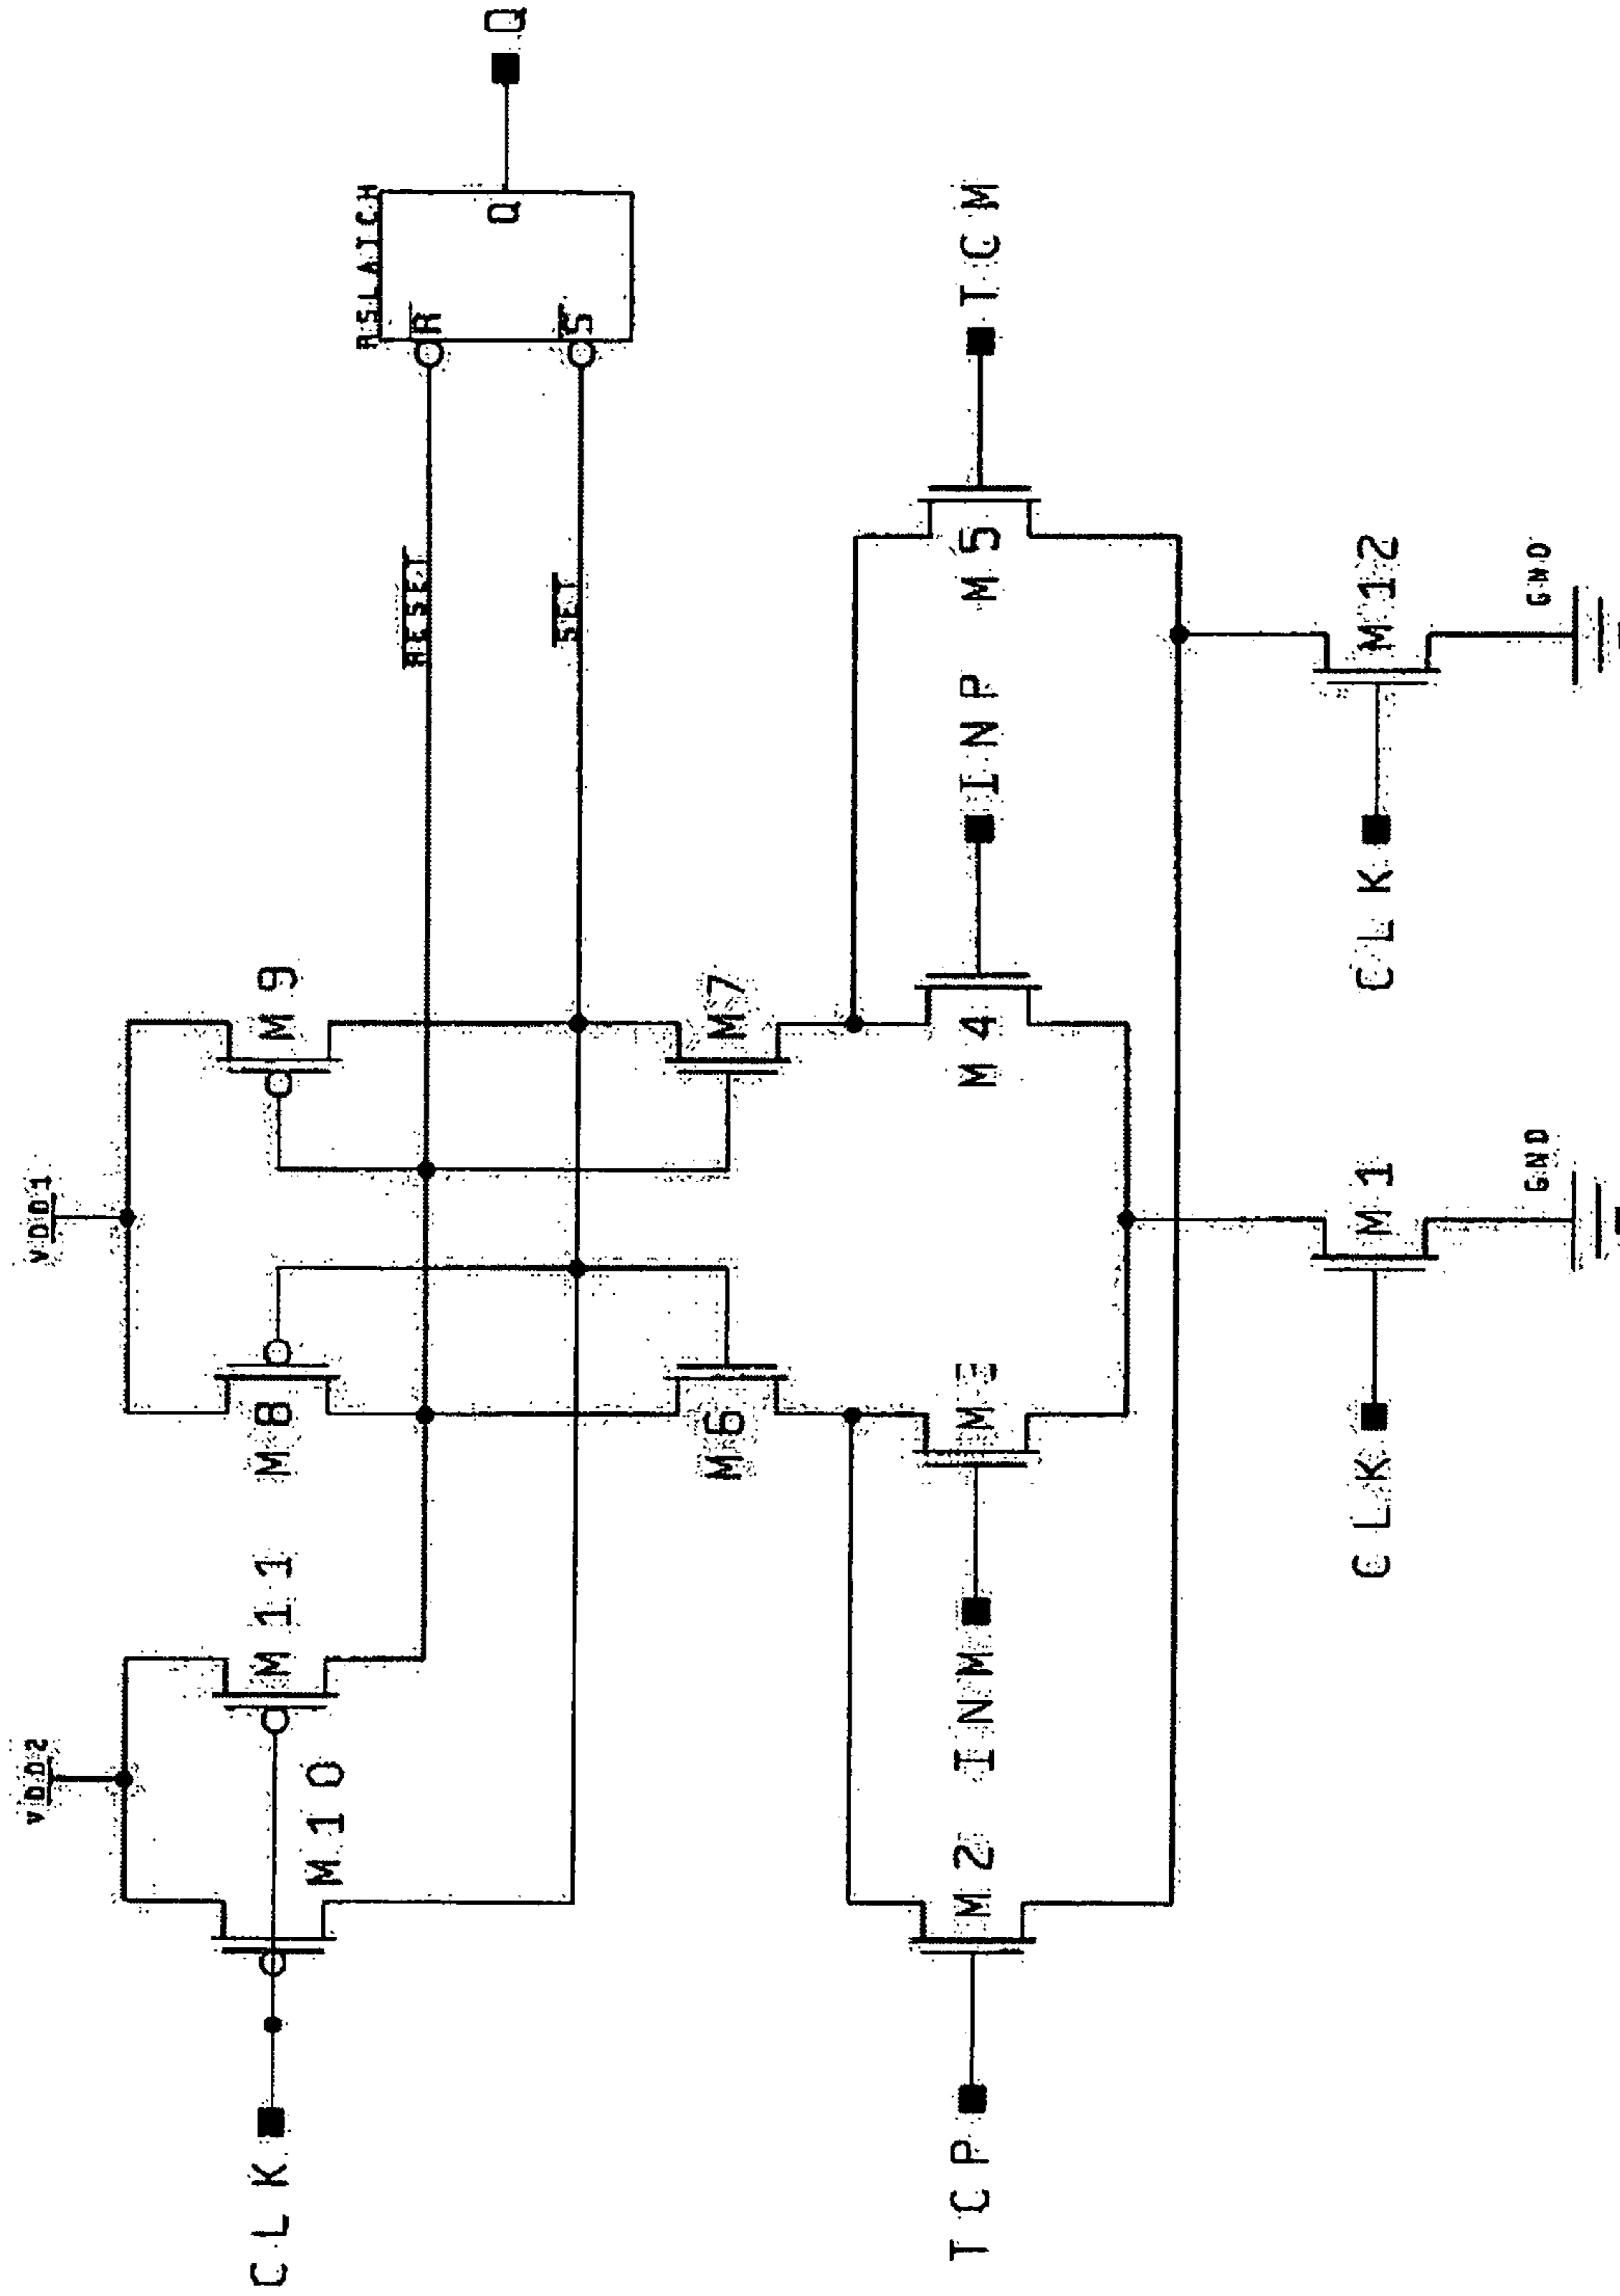 VDD2
VDD1
CLK
M10
M11
M8
M9
RESET
SET
RSLATCH
R
S
Q
Q
M6
M7
TCP
M2
INM
M3
M4
INP
M5
TCM
CLK
M1
CLK
M12
GND
GND